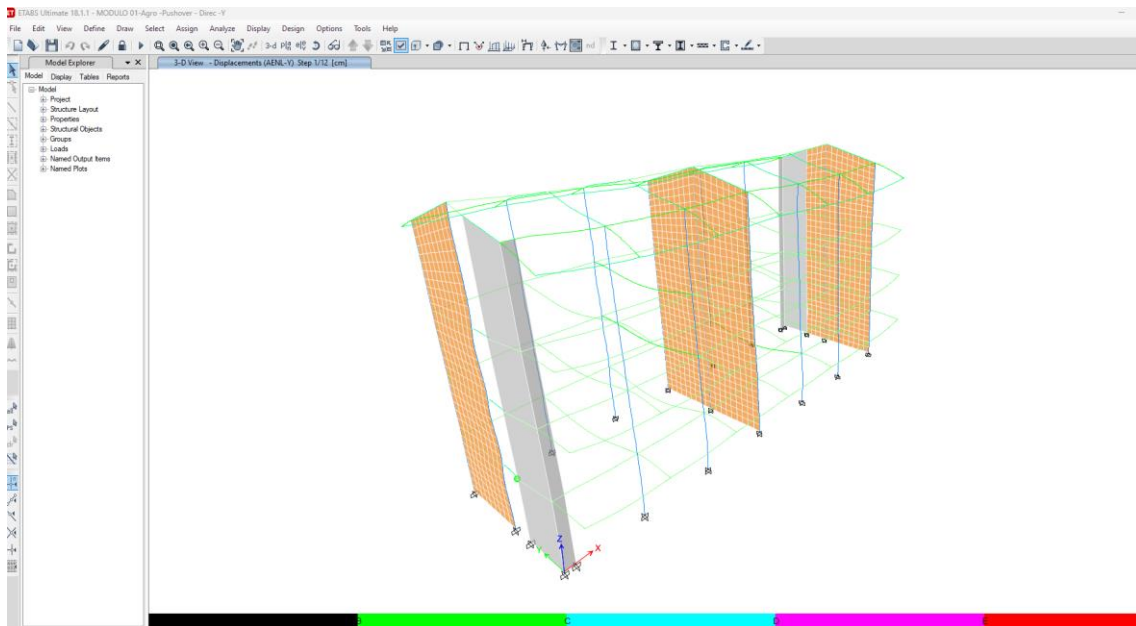 ETABS Ultimate 18.1.1 - MODULO 01-Agro -Pushover - Direc -Y
File Edit View Define Draw Select Assign Analyze Display Design Options Tools Help
3-d
nd
Model Explorer
3-D View - Displacements (AENL-Y) Step 1/12 [cm]
Model Display Tables Reports
Model
Project
Structure Layout
Properties
Structural Objects
Groups
Loads
Named Output Items
Named Plots
Z
Y
X
B
C
D
E